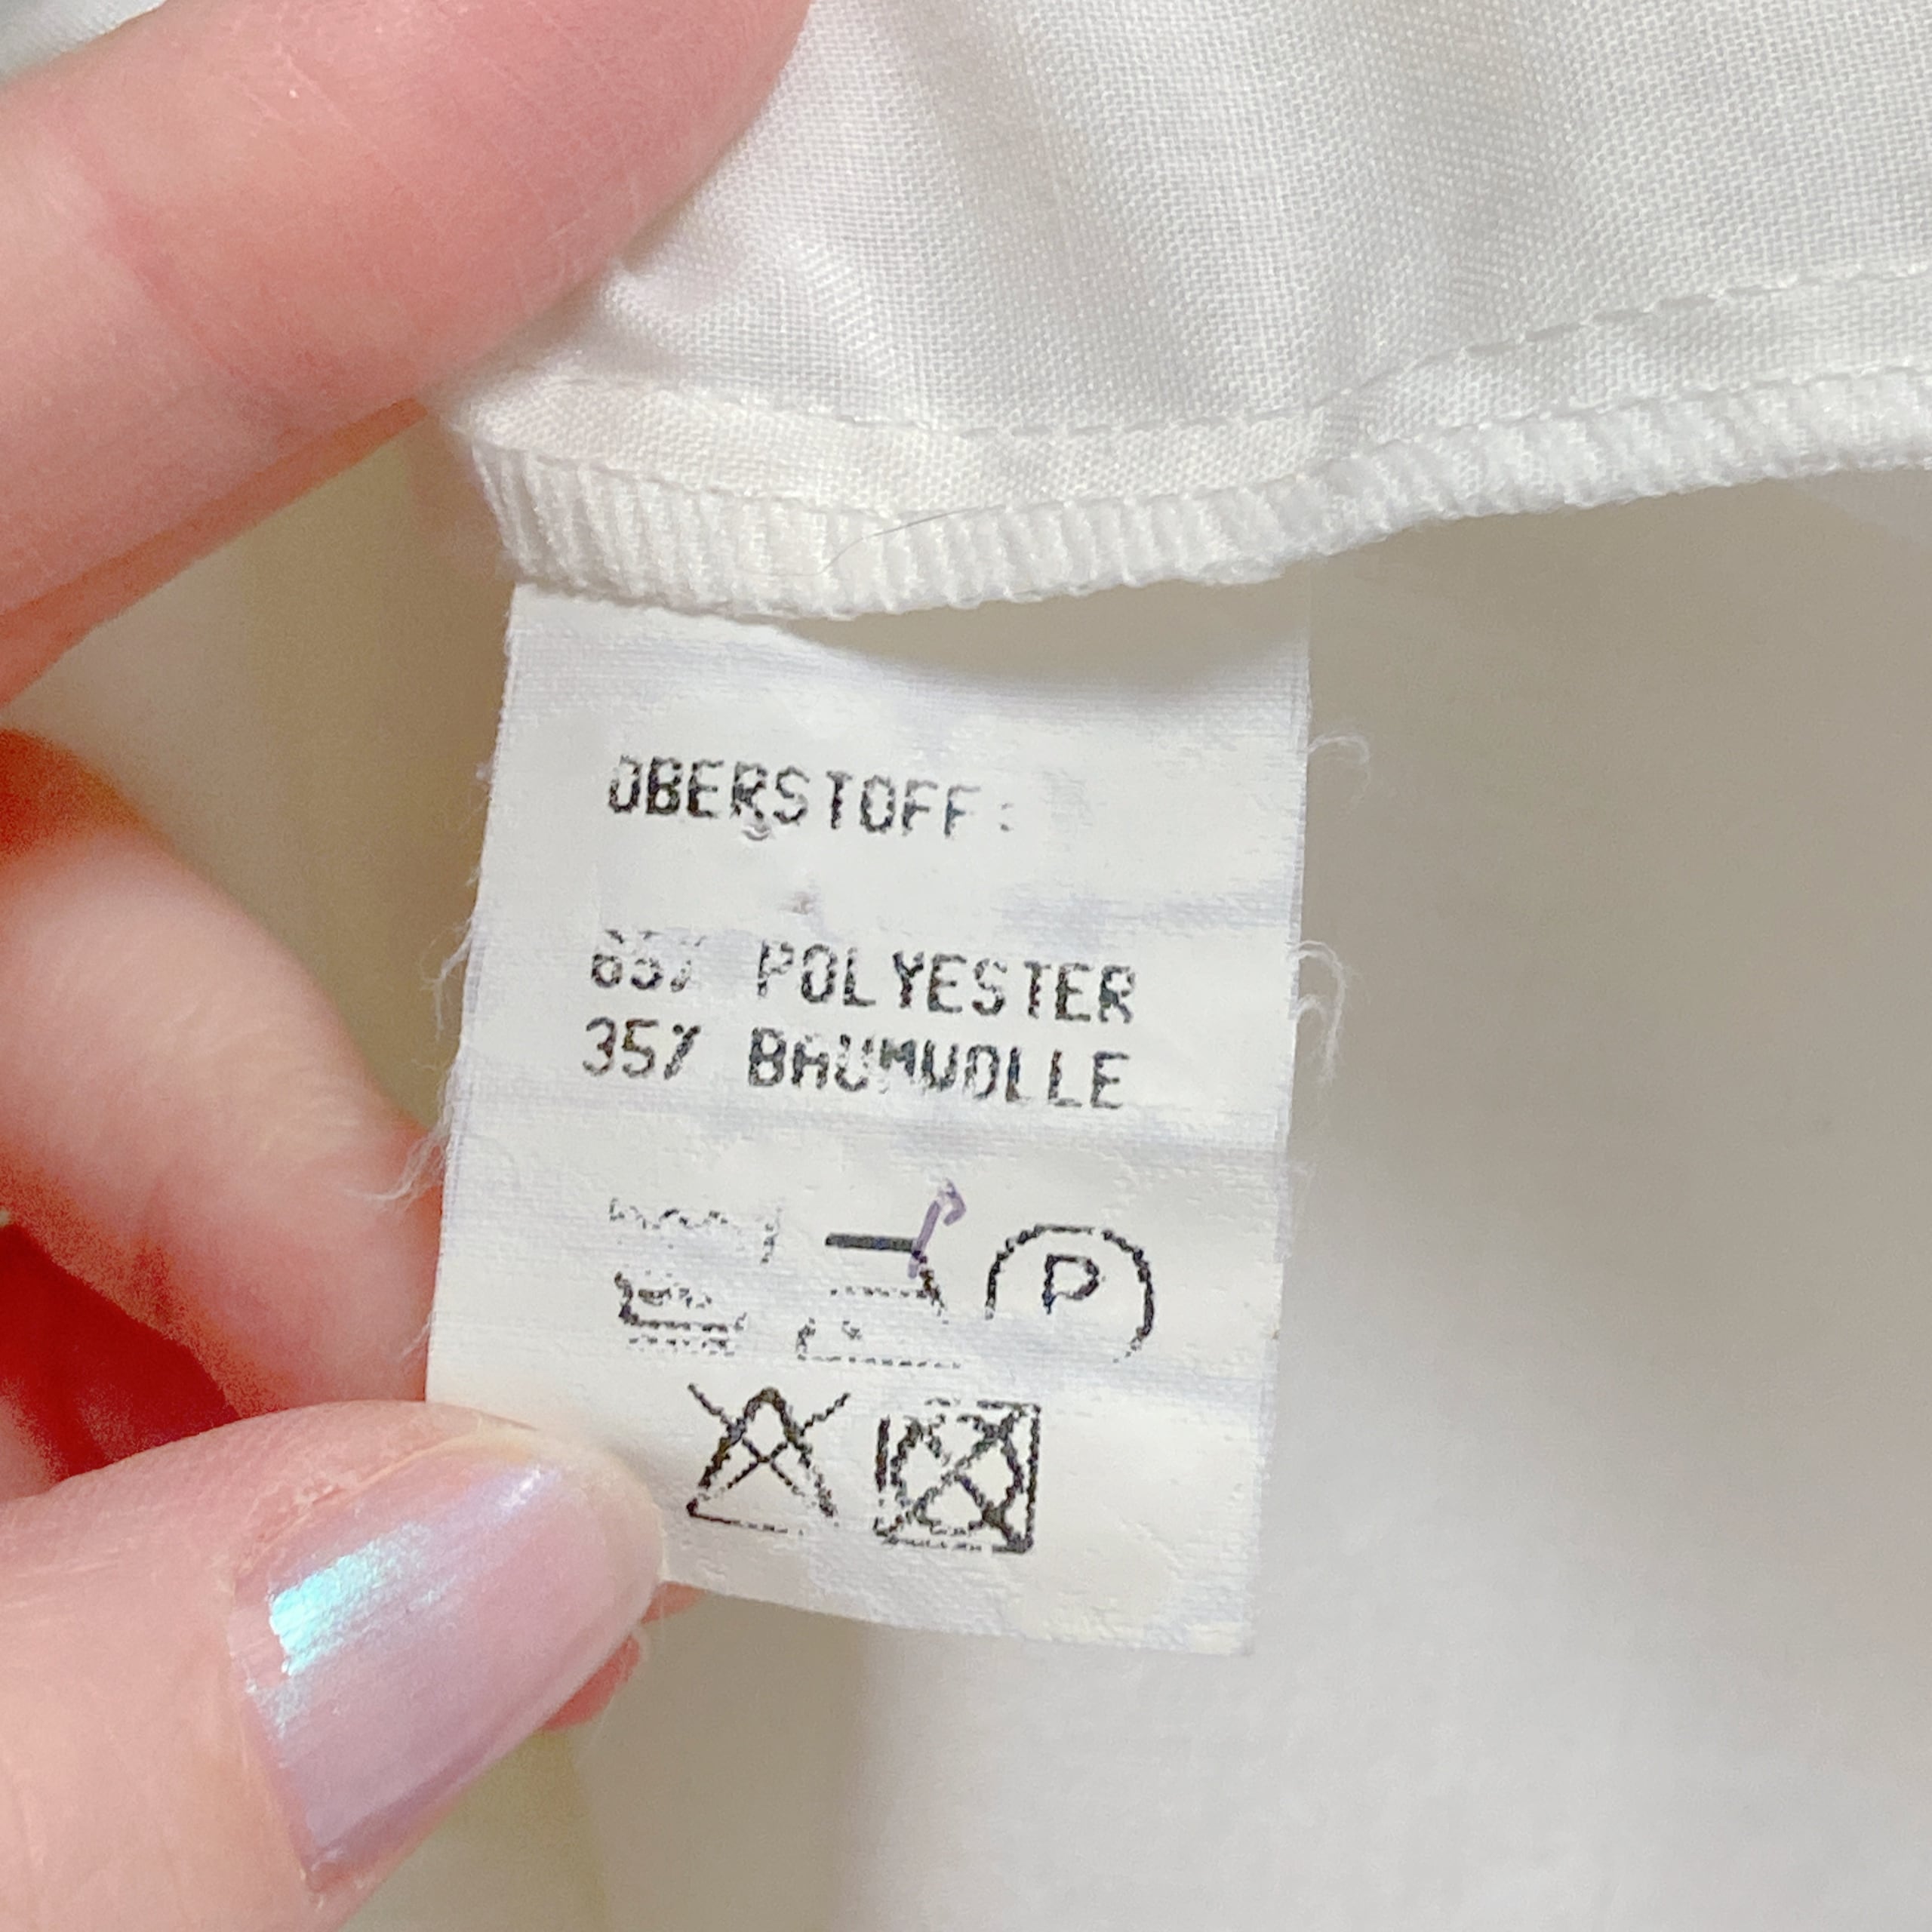 OBERSTOFF:
65% POLYESTER
35% BAUMWOLLE
P